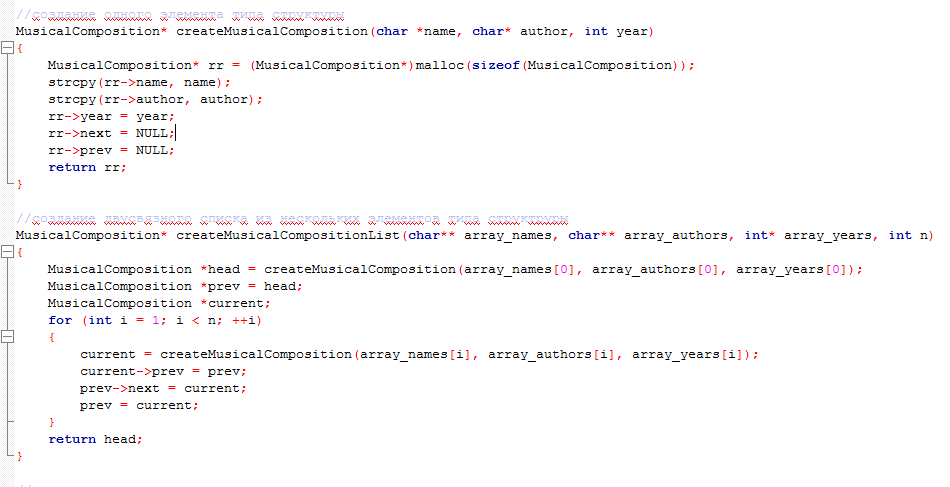 //создание одного элемента типа структуры
MusicalComposition* createMusicalComposition(char *name, char* author, int year)
{
MusicalComposition* rr = (MusicalComposition*)malloc(sizeof(MusicalComposition));
strcpy(rr->name, name);
strcpy(rr->author, author);
rr->year = year;
rr->next = NULL;
rr->prev = NULL;
return rr;
}
//создание двусвязного списка из нескольких элементов типа структруры
MusicalComposition* createMusicalCompositionList(char** array_names, char** array_authors, int* array_years, int n)
{
MusicalComposition *head = createMusicalComposition(array_names[0], array_authors[0], array_years[0]);
MusicalComposition *prev = head;
MusicalComposition *current;
for (int i = 1; i < n; ++i)
{
current = createMusicalComposition(array_names[i], array_authors[i], array_years[i]);
current->prev = prev;
prev->next = current;
prev = current;
}
return head;
}